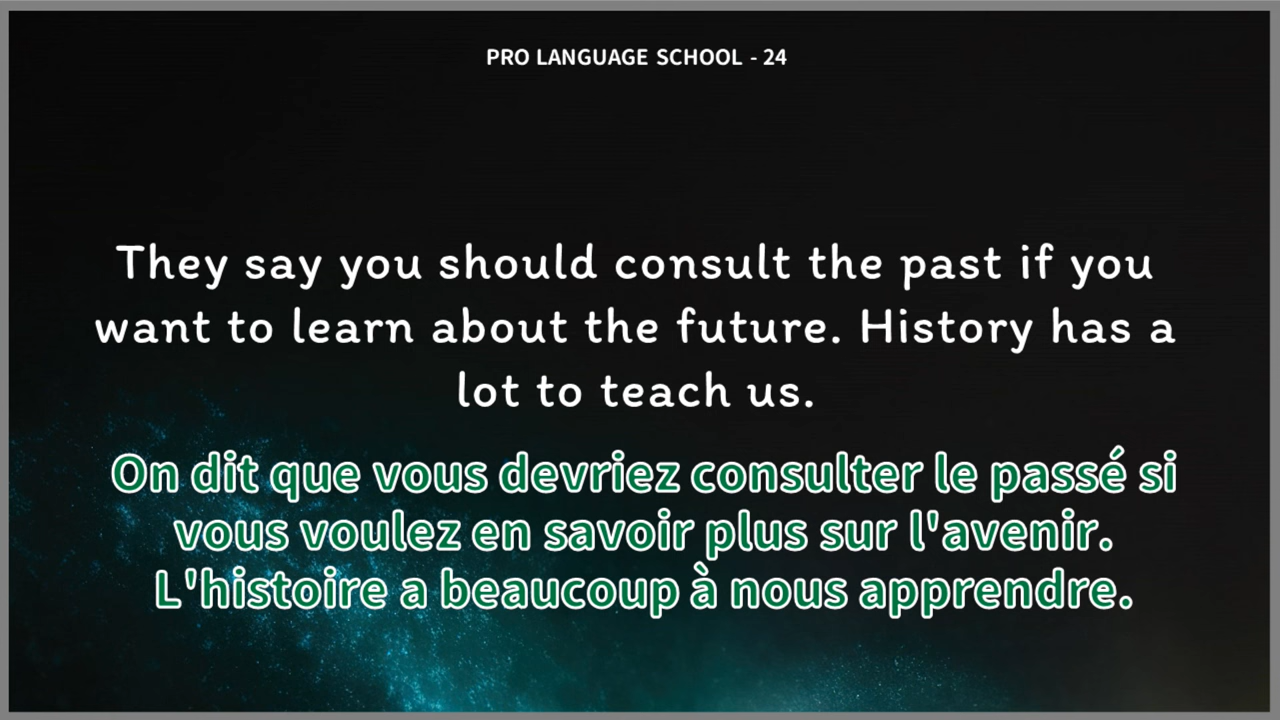 PRO LANGUAGE SCHOOL - 24
They say you should consult the past if you
want to learn about the future. History has a
lot to teach us.
On dit que vous devriez consulter le passé si
vous voulez en savoir plus sur l'avenir.
L'histoire a beaucoup à nous apprendre.